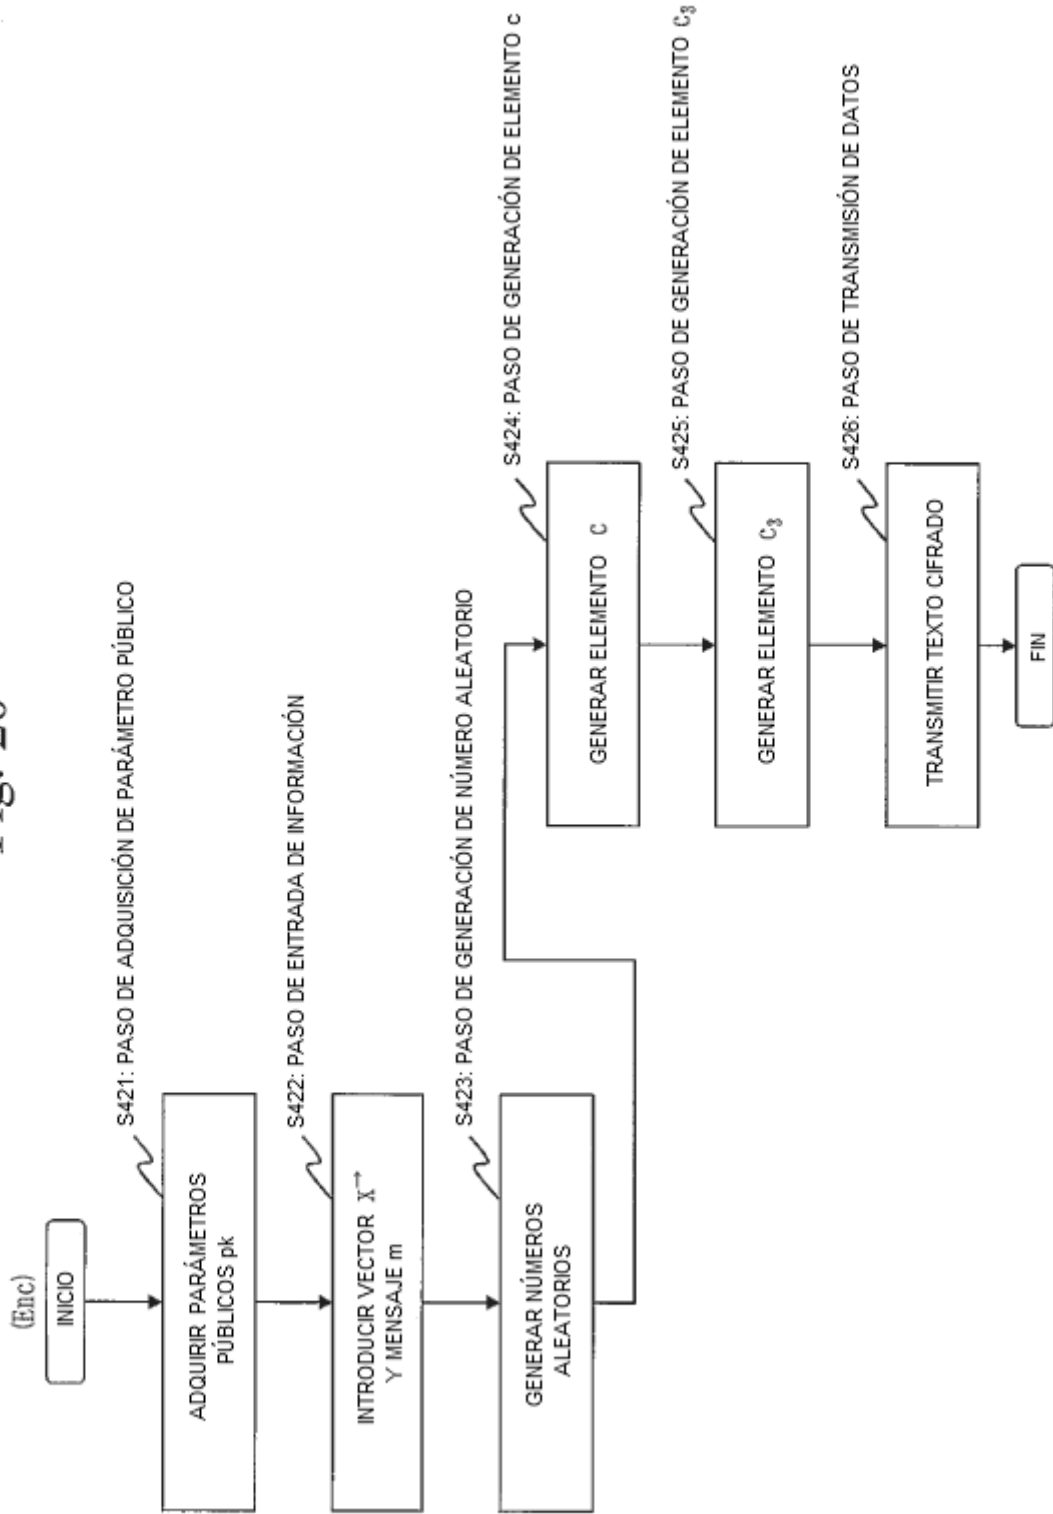 (Enc)
INICIO
S421: PASO DE ADQUISICIÓN DE PARÁMETRO PÚBLICO
ADQUIRIR PARÁMETROS
PÚBLICOS pk
S422: PASO DE ENTRADA DE INFORMACIÓN
INTRODUCIR VECTOR X→
Y MENSAJE m
S423: PASO DE GENERACIÓN DE NÚMERO ALEATORIO
GENERAR NÚMEROS
ALEATORIOS
S424: PASO DE GENERACIÓN DE ELEMENTO c
GENERAR ELEMENTO C
S425: PASO DE GENERACIÓN DE ELEMENTO C₃
GENERAR ELEMENTO C₃
S426: PASO DE TRANSMISIÓN DE DATOS
TRANSMITIR TEXTO CIFRADO
FIN